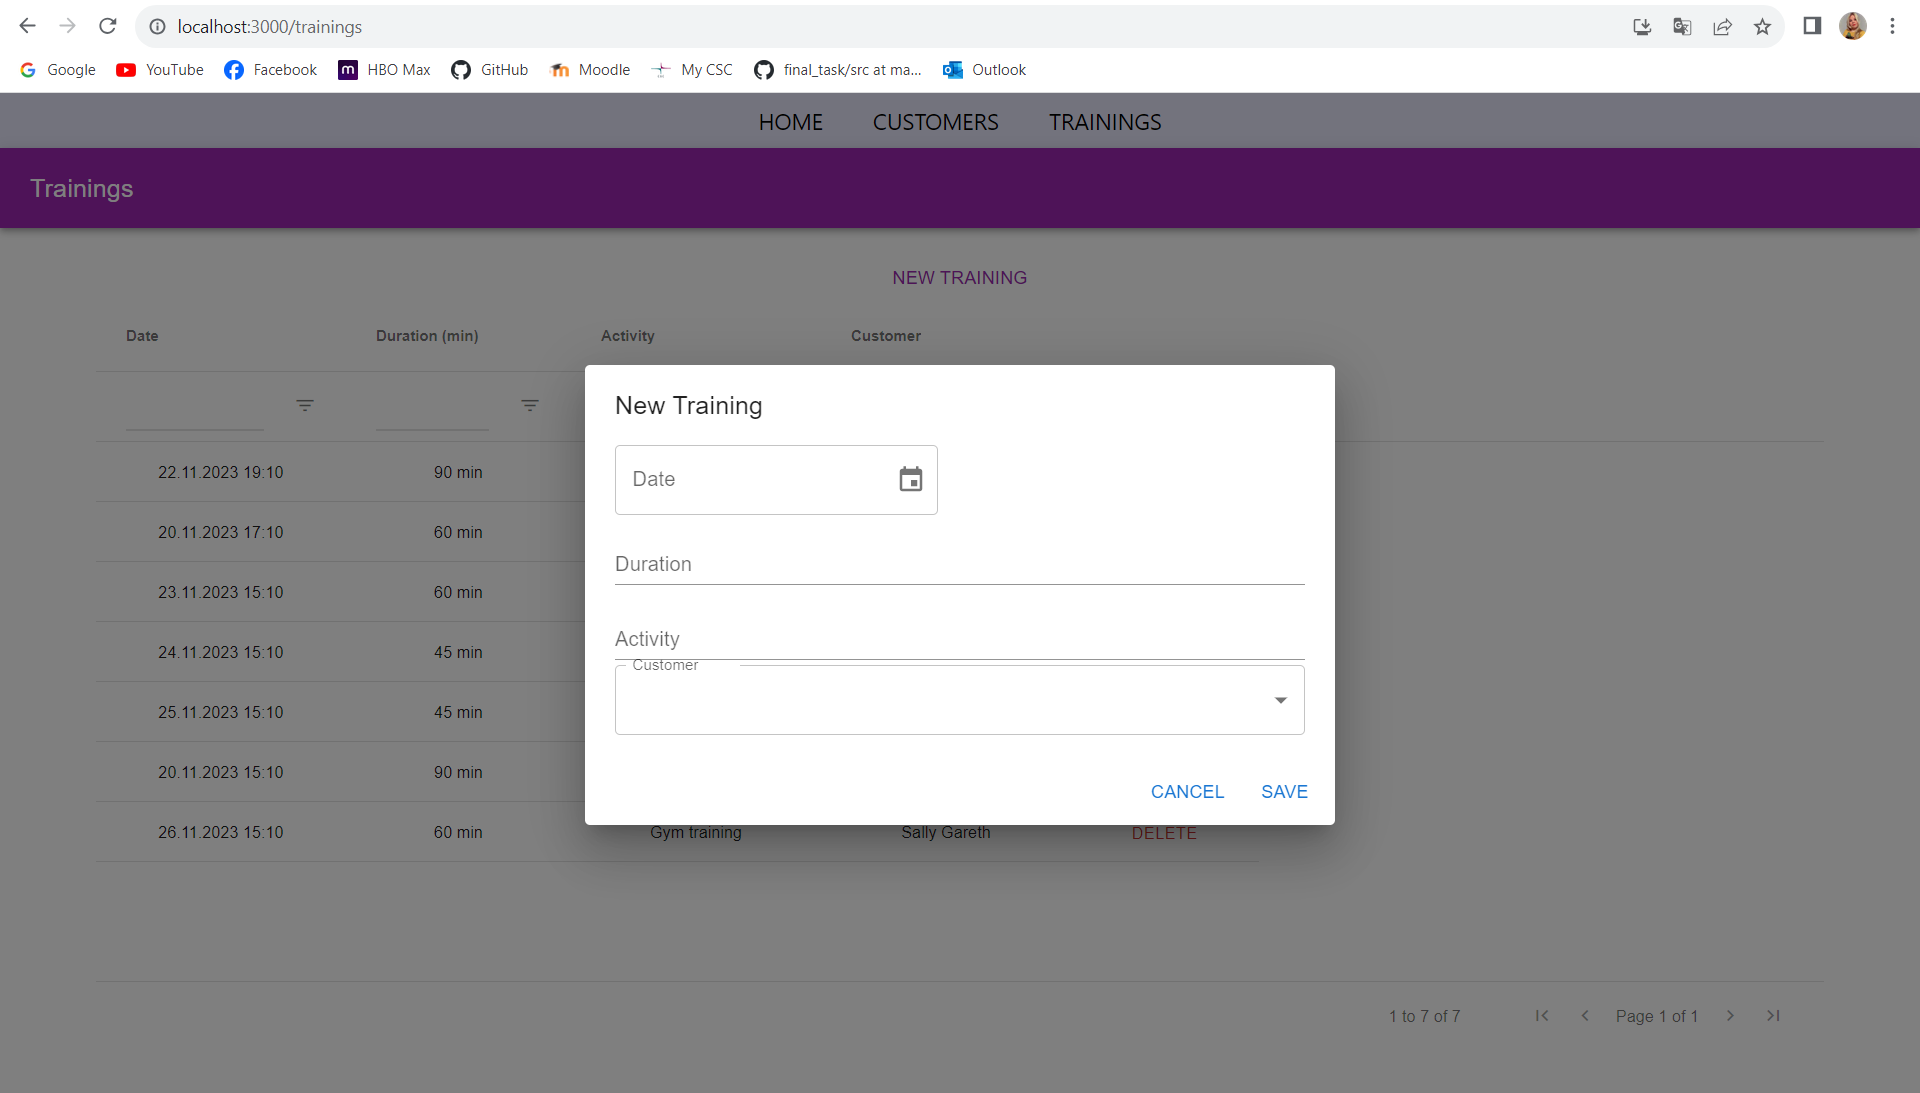 localhost:3000/trainings
Google YouTube Facebook m HBO Max GitHub Moodle My CSC final_task/src at ma... Outlook
HOME CUSTOMERS TRAININGS
Trainings
NEW TRAINING
Date Duration (min) Activity Customer
New Training
Date
Duration
Activity
Customer
CANCEL SAVE
22.11.2023 19:10 90 min
20.11.2023 17:10 60 min
23.11.2023 15:10 60 min
24.11.2023 15:10 45 min
25.11.2023 15:10 45 min
20.11.2023 15:10 90 min
26.11.2023 15:10 60 min Gym training Sally Gareth DELETE
1 to 7 of 7 Page 1 of 1